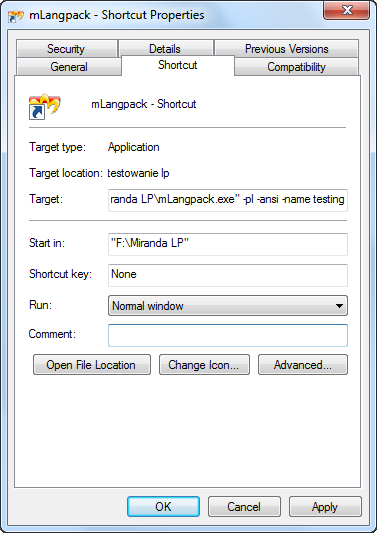 mLangpack - Shortcut Properties
Security Details Previous Versions
General Shortcut Compatibility
mLangpack - Shortcut
Target type: Application
Target location: testowanie lp
Target: randa LP\mLangpack.exe" -pl -ansi -name testing
Start in: "F:\Miranda LP"
Shortcut key: None
Run: Normal window
Comment:
Open File Location Change Icon... Advanced...
OK Cancel Apply